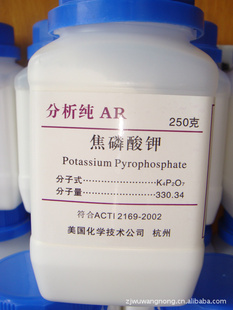 分析纯 AR
250克
焦磷酸钾
Potassium Pyrophosphate
分子式························K₄P₂O₇
分子量························330.34
符合ACTI 2169-2002
美国化学技术公司 杭州
zjwuwangnong.cn.alibaba.com